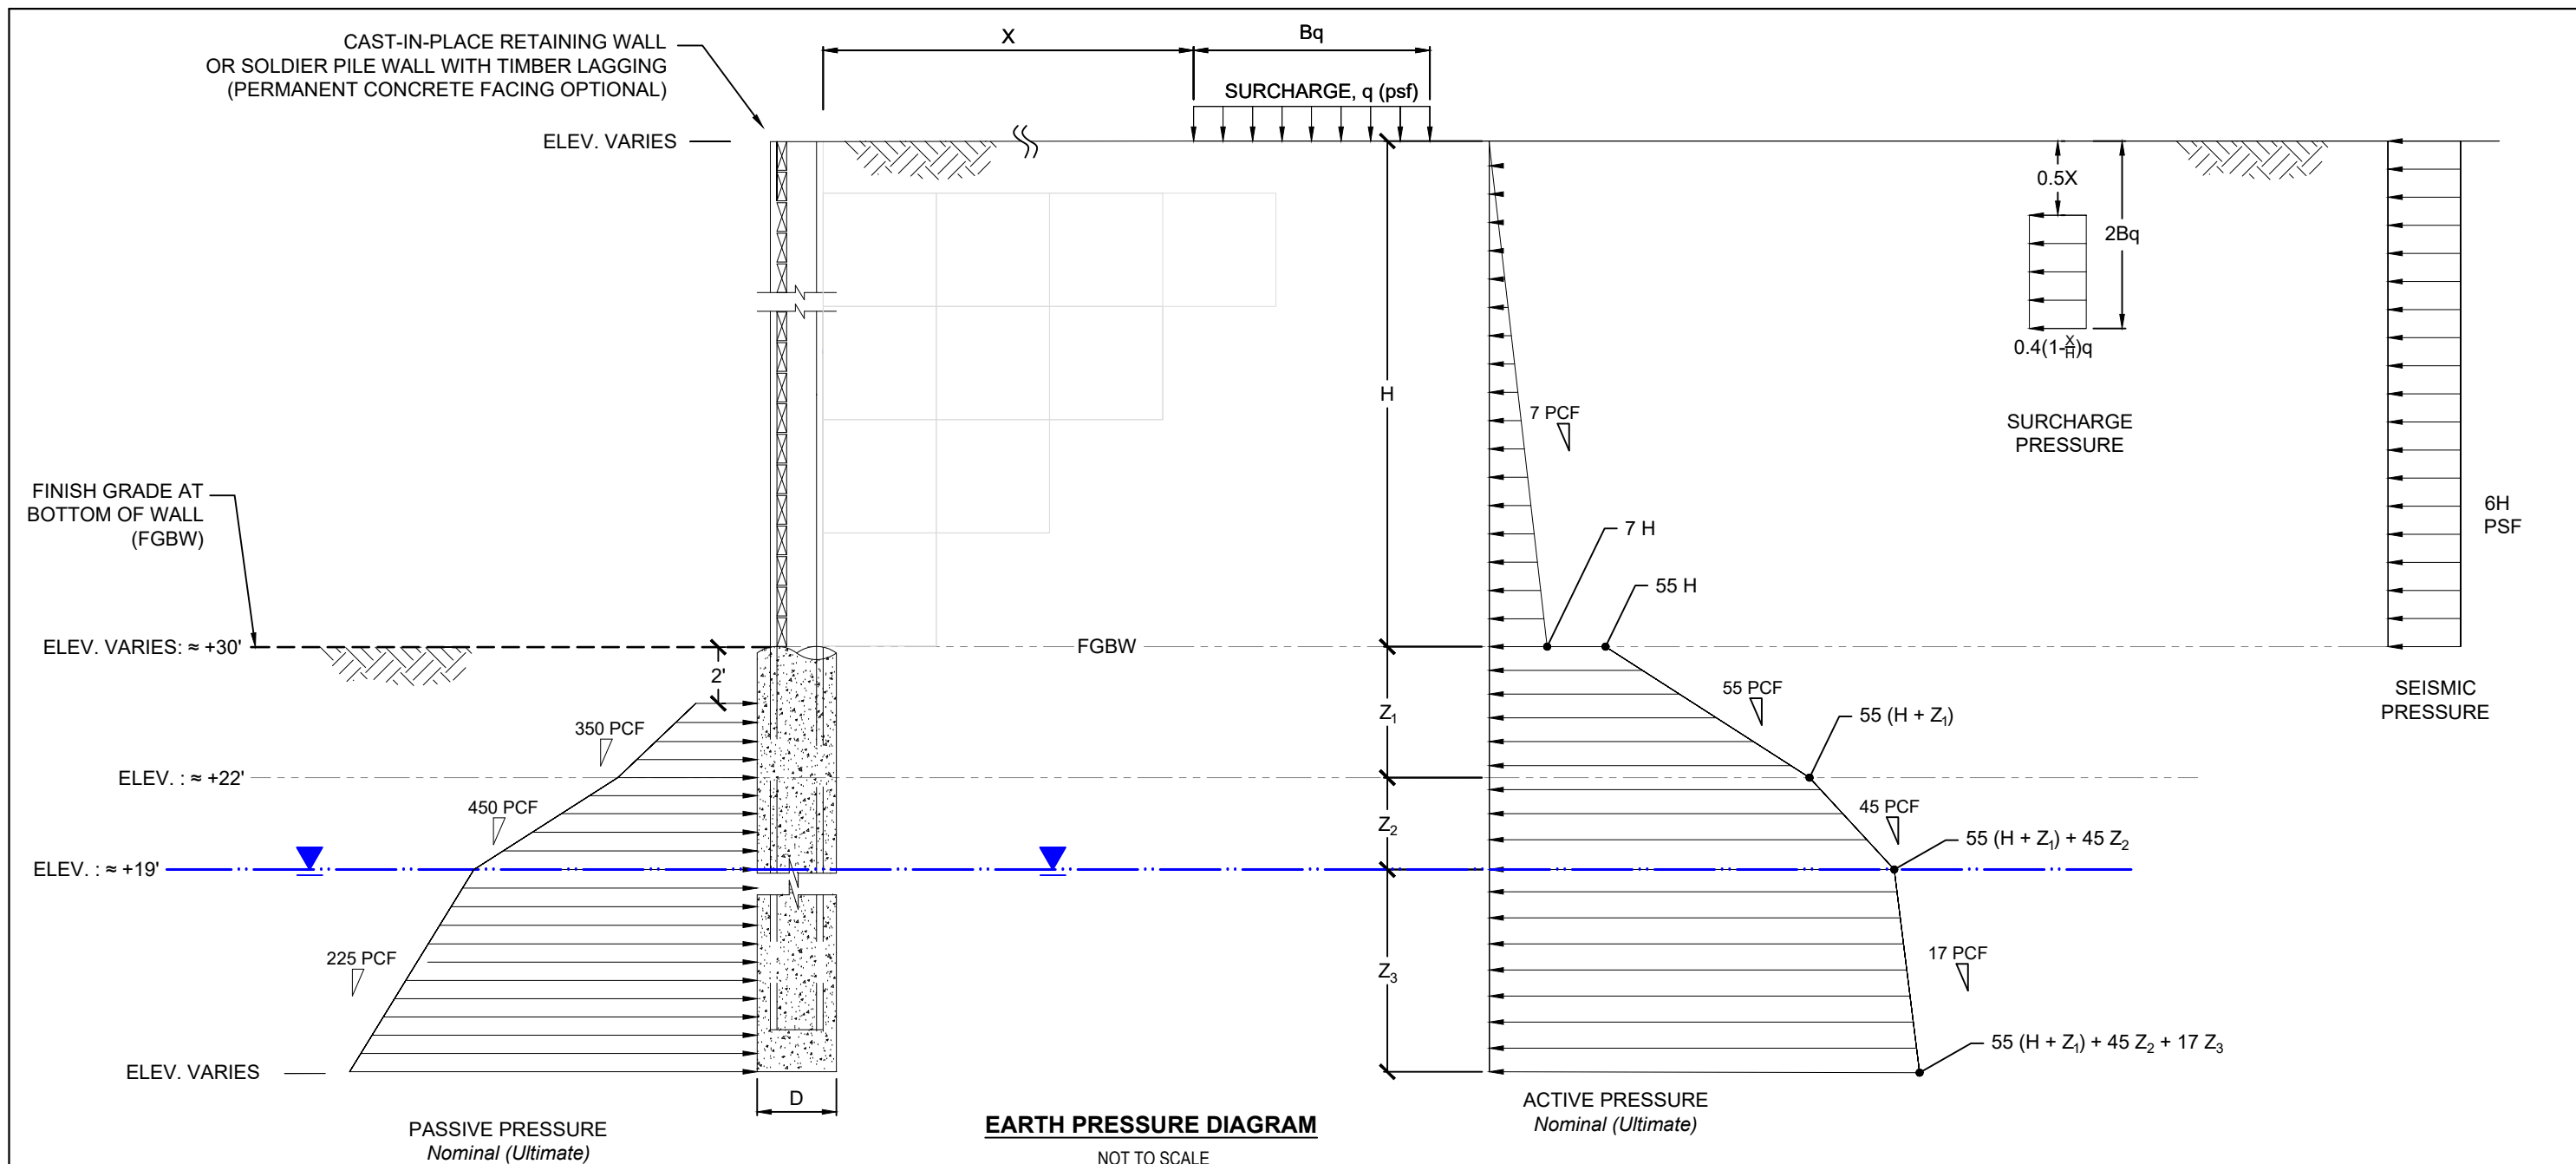 CAST-IN-PLACE RETAINING WALL
OR SOLDIER PILE WALL WITH TIMBER LAGGING
(PERMANENT CONCRETE FACING OPTIONAL)
X
Bq
SURCHARGE, q (psf)
ELEV. VARIES
0.5X
2Bq
0.4(1-X/H)q
H
7 PCF
SURCHARGE
PRESSURE
FINISH GRADE AT
BOTTOM OF WALL
(FGBW)
7 H
6H
PSF
55 H
ELEV. VARIES: ≈ +30'
FGBW
2'
SEISMIC
PRESSURE
350 PCF
Z₁
55 PCF
55 (H + Z₁)
ELEV. : ≈ +22'
450 PCF
Z₂
45 PCF
55 (H + Z₁) + 45 Z₂
ELEV. : ≈ +19'
225 PCF
Z₃
17 PCF
55 (H + Z₁) + 45 Z₂ + 17 Z₃
ELEV. VARIES
D
PASSIVE PRESSURE
Nominal (Ultimate)
EARTH PRESSURE DIAGRAM
NOT TO SCALE
ACTIVE PRESSURE
Nominal (Ultimate)